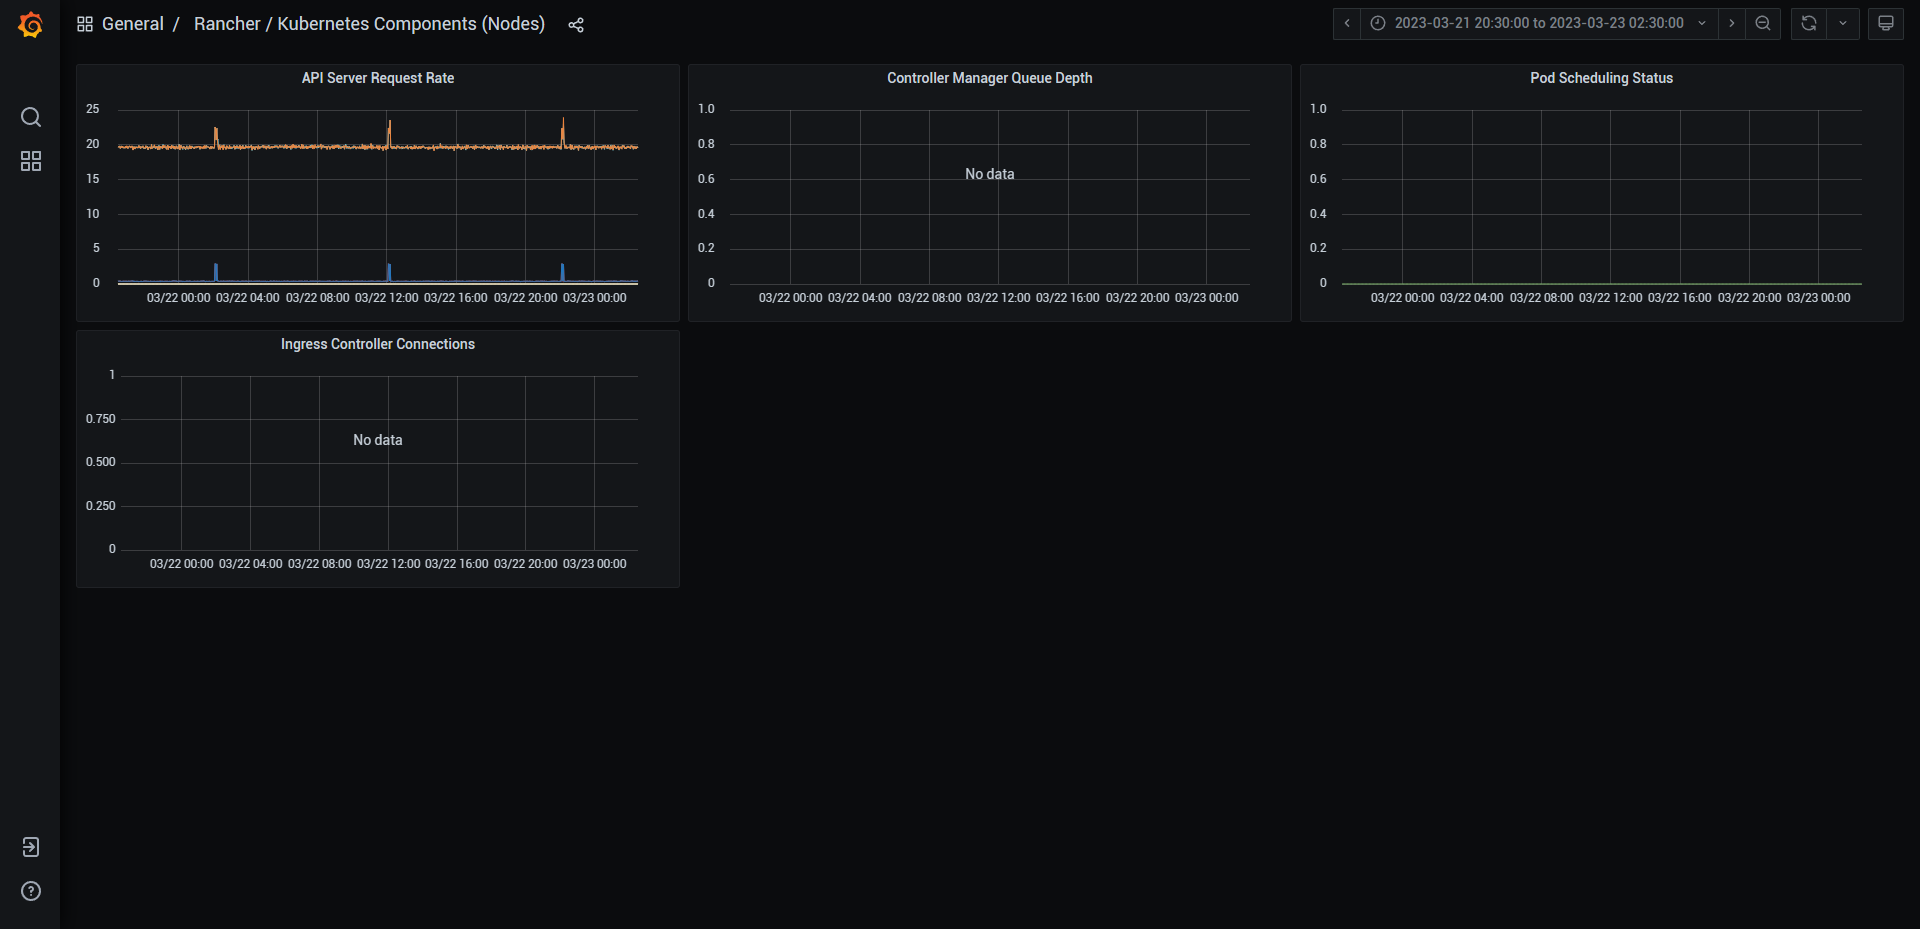 General / Rancher / Kubernetes Components (Nodes)
2023-03-21 20:30:00 to 2023-03-23 02:30:00
API Server Request Rate
25
20
15
10
5
0
03/22 00:00 03/22 04:00 03/22 08:00 03/22 12:00 03/22 16:00 03/22 20:00 03/23 00:00
Controller Manager Queue Depth
1.0
0.8
0.6
0.4
0.2
0
No data
03/22 00:00 03/22 04:00 03/22 08:00 03/22 12:00 03/22 16:00 03/22 20:00 03/23 00:00
Pod Scheduling Status
1.0
0.8
0.6
0.4
0.2
0
03/22 00:00 03/22 04:00 03/22 08:00 03/22 12:00 03/22 16:00 03/22 20:00 03/23 00:00
Ingress Controller Connections
1
0.750
0.500
0.250
0
No data
03/22 00:00 03/22 04:00 03/22 08:00 03/22 12:00 03/22 16:00 03/22 20:00 03/23 00:00